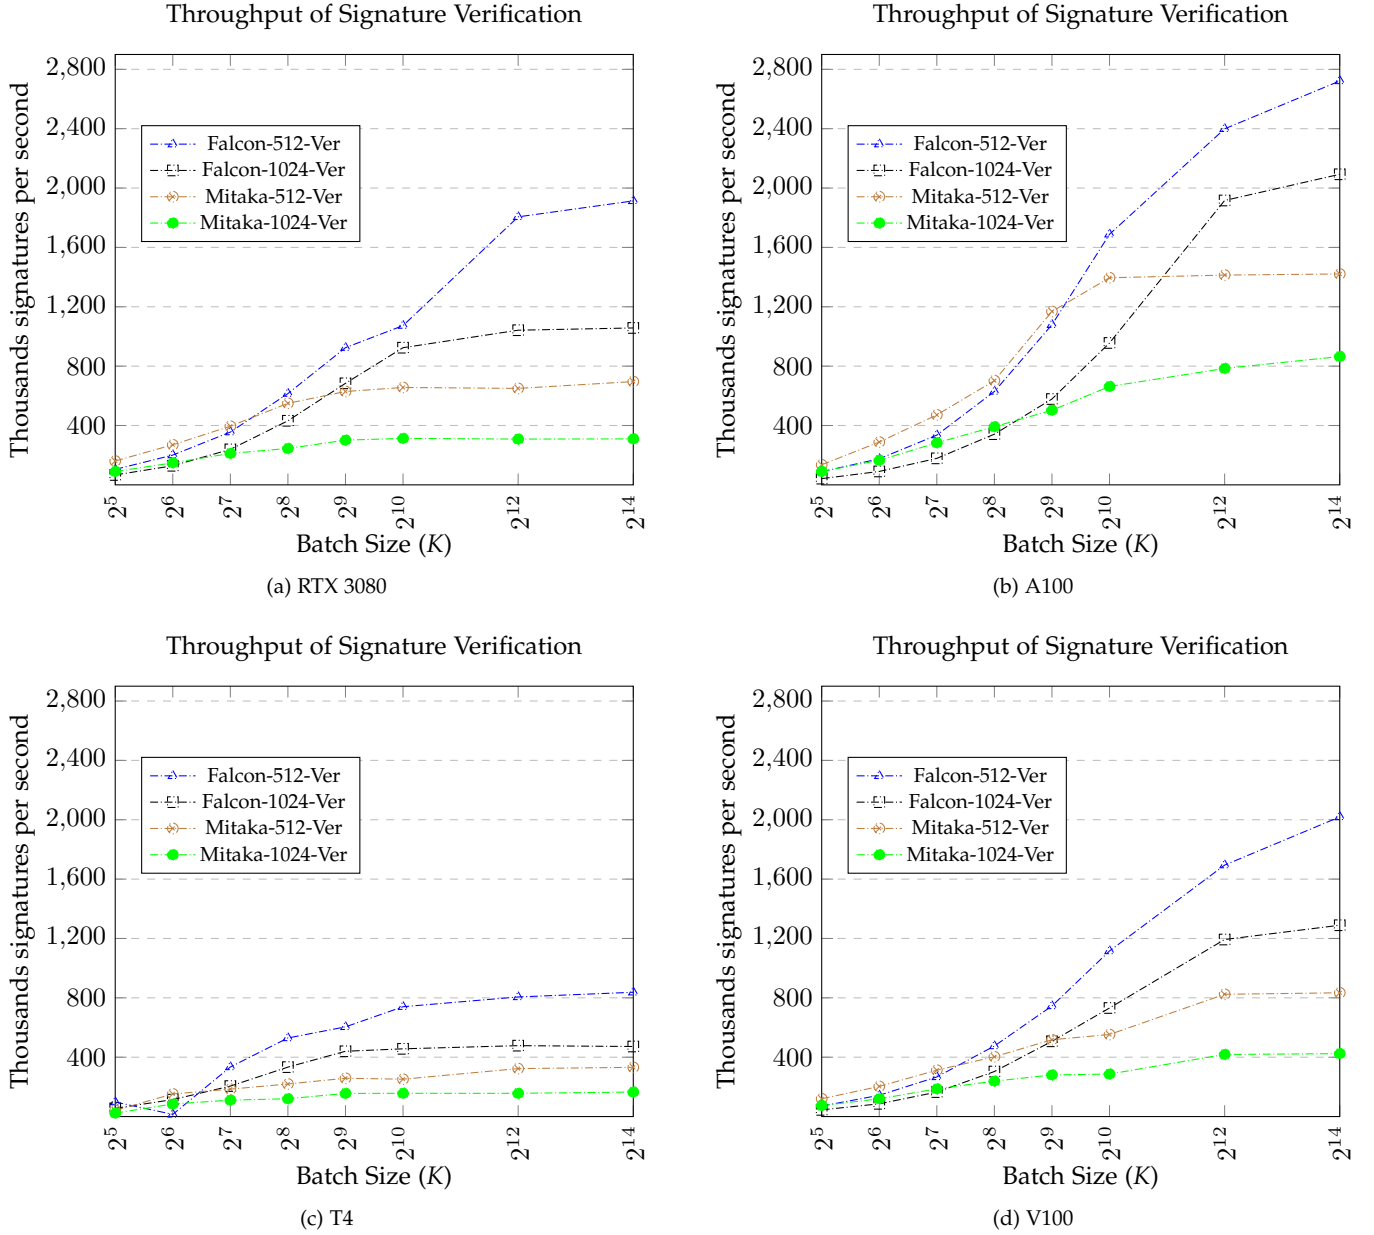 Throughput of Signature Verification
Thousands signatures per second
2,800
2,400
2,000
1,600
1,200
800
400
Falcon-512-Ver
Falcon-1024-Ver
Mitaka-512-Ver
Mitaka-1024-Ver
2^5 2^6 2^7 2^8 2^9 2^10 2^12 2^14
Batch Size (K)
(a) RTX 3080
Throughput of Signature Verification
Thousands signatures per second
2,800
2,400
2,000
1,600
1,200
800
400
Falcon-512-Ver
Falcon-1024-Ver
Mitaka-512-Ver
Mitaka-1024-Ver
2^5 2^6 2^7 2^8 2^9 2^10 2^12 2^14
Batch Size (K)
(b) A100
Throughput of Signature Verification
Thousands signatures per second
2,800
2,400
2,000
1,600
1,200
800
400
Falcon-512-Ver
Falcon-1024-Ver
Mitaka-512-Ver
Mitaka-1024-Ver
2^5 2^6 2^7 2^8 2^9 2^10 2^12 2^14
Batch Size (K)
(c) T4
Throughput of Signature Verification
Thousands signatures per second
2,800
2,400
2,000
1,600
1,200
800
400
Falcon-512-Ver
Falcon-1024-Ver
Mitaka-512-Ver
Mitaka-1024-Ver
2^5 2^6 2^7 2^8 2^9 2^10 2^12 2^14
Batch Size (K)
(d) V100